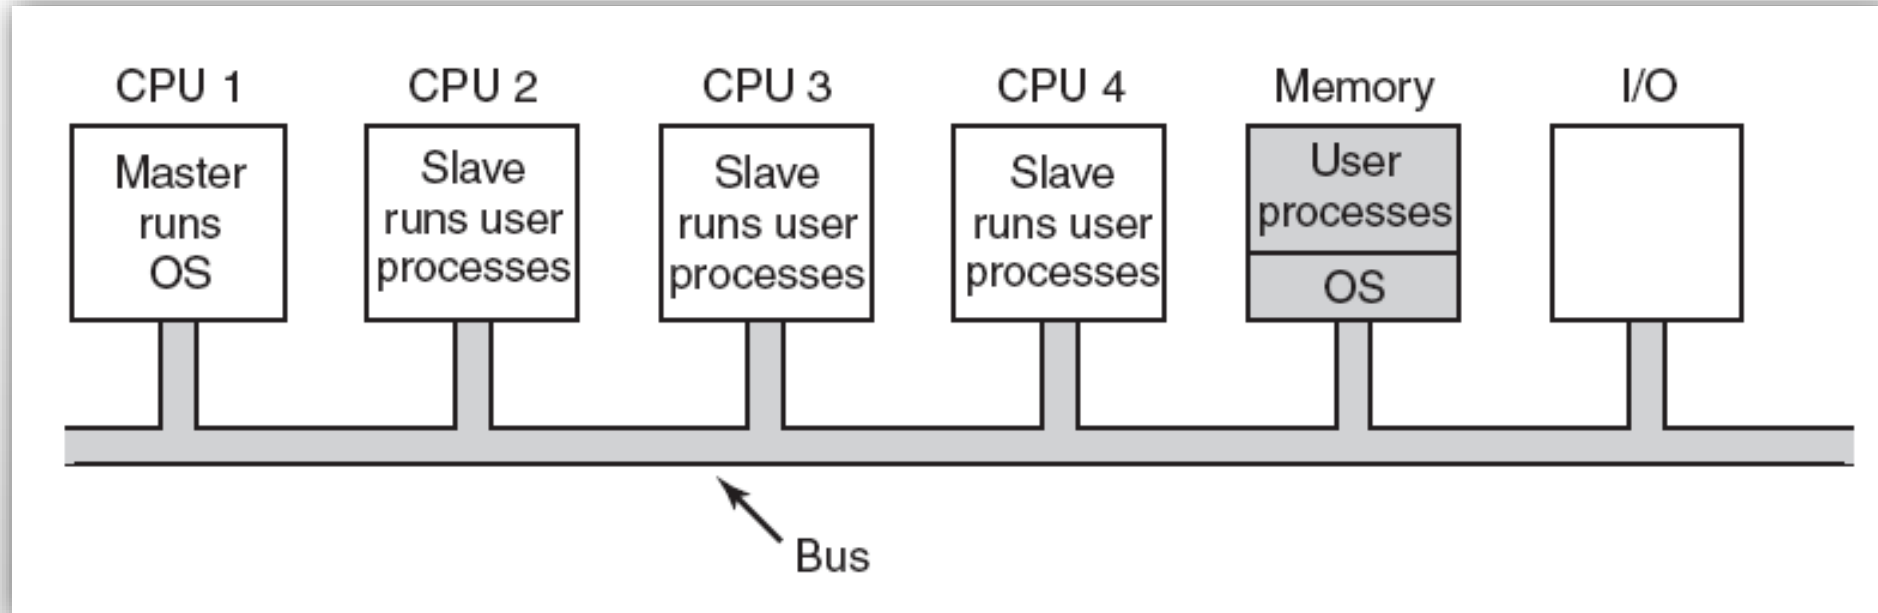 CPU 1
Master
runs
OS
CPU 2
Slave
runs user
processes
CPU 3
Slave
runs user
processes
CPU 4
Slave
runs user
processes
Memory
User
processes
OS
I/O
Bus